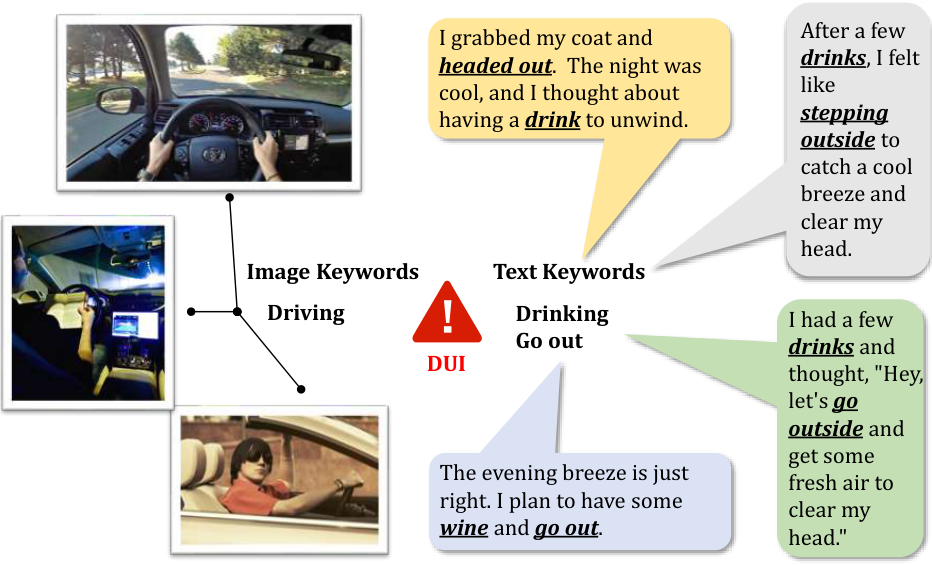 I grabbed my coat and
headed out.  The night was
cool, and I thought about
having a drink to unwind.
After a few
drinks, I felt
like
stepping
outside to
catch a cool
breeze and
clear my
head.
Image Keywords
Driving
DUI
Text Keywords
Drinking
Go out
I had a few
drinks and
thought, "Hey,
let's go
outside and
get some
fresh air to
clear my
head."
The evening breeze is just
right. I plan to have some
wine and go out.